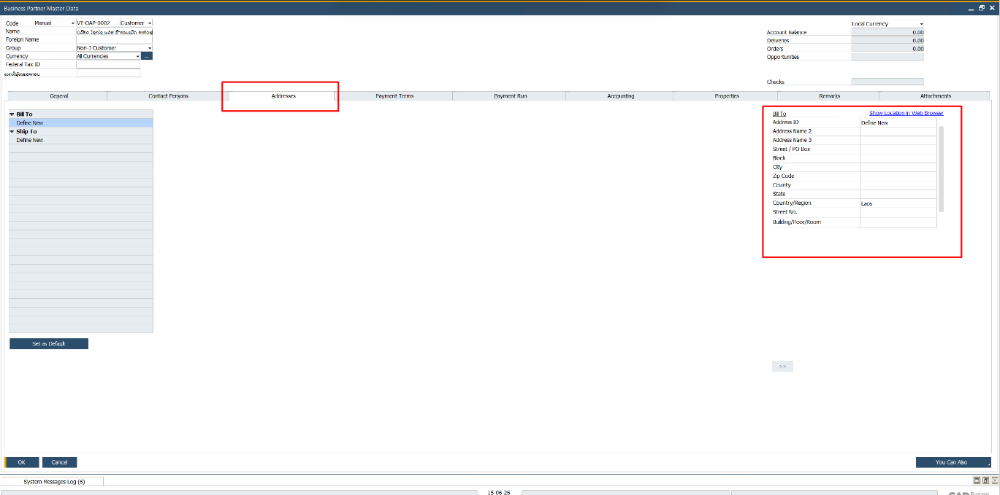 Business Partner Master Data
Code Manual VT-OAP-0002 Customer
Name
Foreign Name
Group Non-J Customer
Currency All Currencies ...
Federal Tax ID
Local Currency
Account Balance 0.00
Deliveries 0.00
Orders 0.00
Opportunities
Checks
General Contact Persons Addresses Payment Terms Payment Run Accounting Properties Remarks Attachments
Bill To
Define New
Ship To
Define New
Set as Default
Bill To Show Location in Web Browser
Address ID Define New
Address Name 2
Address Name 3
Street / PO Box
Block
City
Zip Code
County
State
Country/Region Laos
Street No.
Building/Floor/Room
>>
OK Cancel You Can Also
System Messages Log (6)
15-06-26
SAP Business